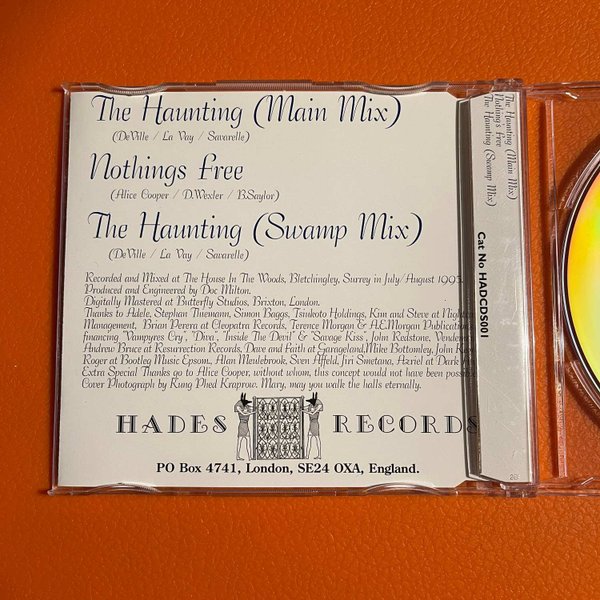 The Haunting (Main Mix)
(DeVille / La Vay / Savarelle)
Nothings Free
(Alice Cooper / D.Wexler / B.Saylor)
The Haunting (Swamp Mix)
(DeVille / La Vay / Savarelle)
Recorded and Mixed at The House In The Woods, Bletchingley, Surrey in July/August 1995.
Produced and Engineered by Doc Milton.
Digitally Mastered at Butterfly Studios, Brixton, London.
Thanks to Adele, Stephan Thiemann, Simon Baggs, Tsiukoto Holdings, Kim and Steve at
Management, Brian Perera at Cleopatra Records, Terence Morgan & A.E.Morgan
financing "Vampyres Cry", "Diva", "Inside The Devil" & "Savage Kiss", John Redstone,
Andrew Bruce at Resurrection Records, Dave and Faith at Garageland, Mike Bottomley, John
Roger at Bootleg Music Epsom, Alan Meulebrook, Sven Affeld, Jiri Smetana, Azriel at Dark
Extra Special Thanks go to Alice Cooper, without whom, this concept would not have been
Cover Photograph by Rung Phed Kraprow. Mary, may you walk the halls eternally.
HADES RECORDS
PO Box 4741, London, SE24 OXA, England.
The Haunting (Main Mix)
Nothings Free
The Haunting (Swamp Mix)
Cat No HADCDS001